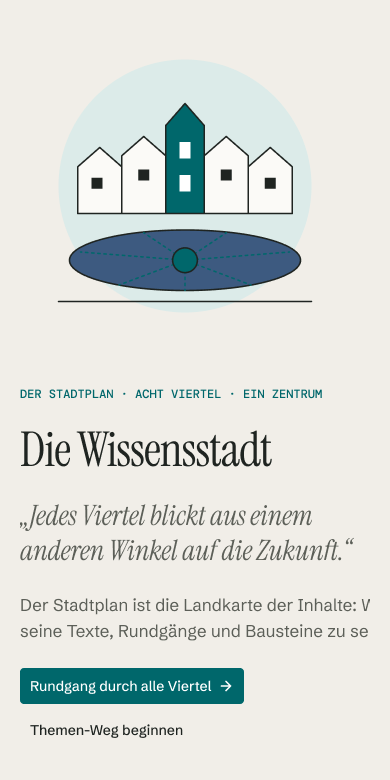 DER STADTPLAN · ACHT VIERTEL · EIN ZENTRUM
Die Wissensstadt
„Jedes Viertel blickt aus einem
anderen Winkel auf die Zukunft.“
Der Stadtplan ist die Landkarte der Inhalte:
seine Texte, Rundgänge und Bausteine zu
Rundgang durch alle Viertel →
Themen-Weg beginnen